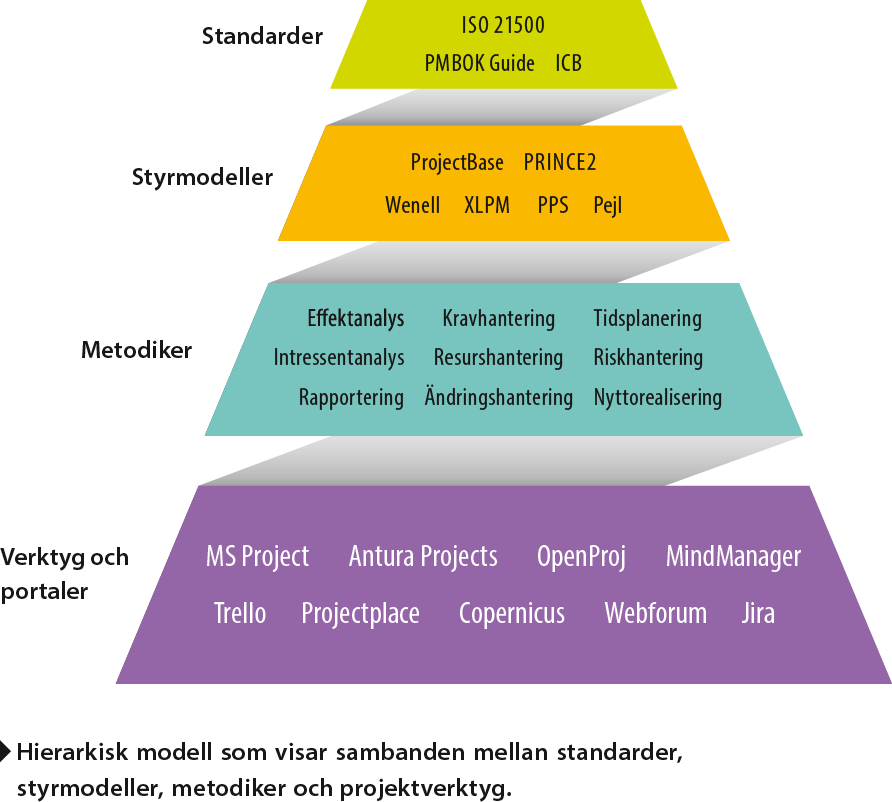 Standarder
ISO 21500
PMBOK Guide ICB
Styrmodeller
ProjectBase PRINCE2
Wenell XLPM PPS Pejl
Metodiker
Effektanalys Kravhantering Tidsplanering
Intressentanalys Resurshantering Riskhantering
Rapportering Ändringshantering Nyttorealisering
Verktyg och
portaler
MS Project Antura Projects OpenProj MindManager
Trello Projectplace Copernicus Webforum Jira
Hierarkisk modell som visar sambanden mellan standarder,
styrmodeller, metodiker och projektverktyg.